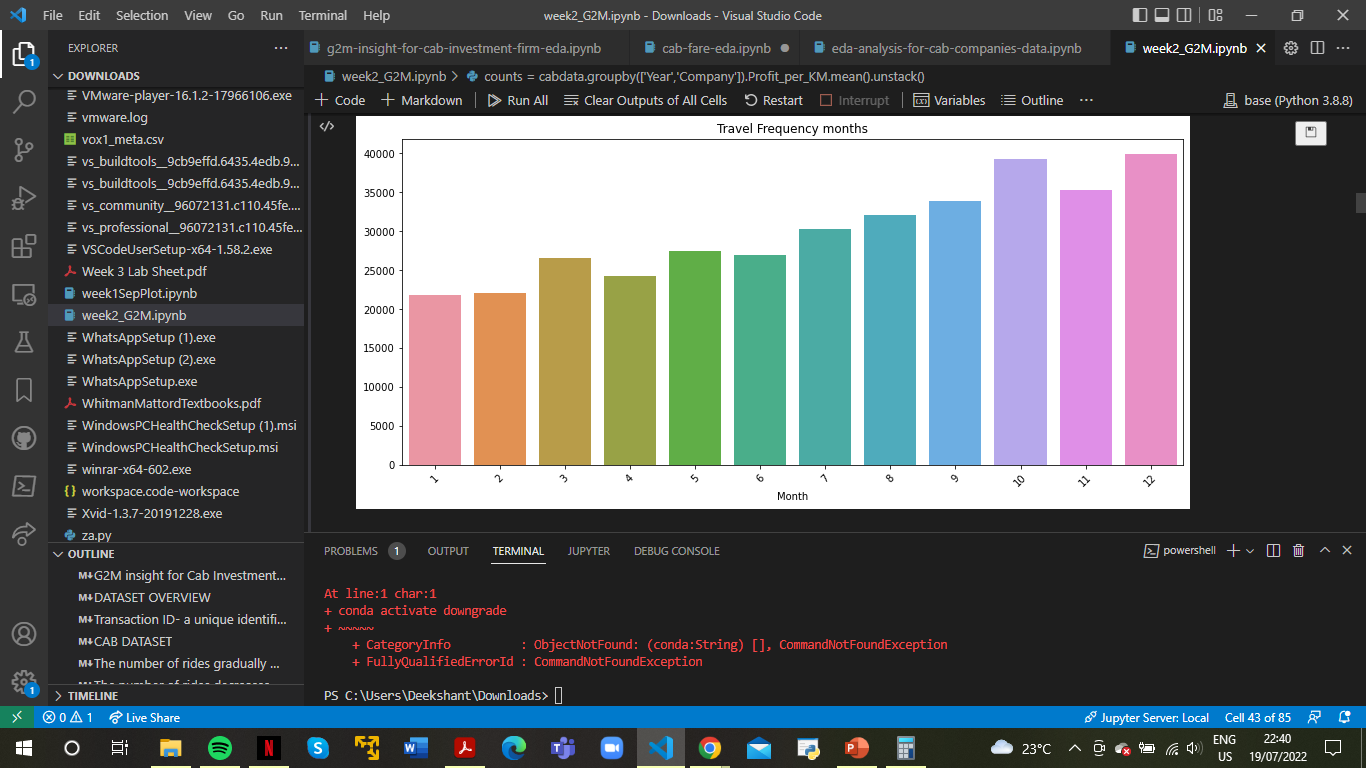 File Edit Selection View Go Run Terminal Help
week2_G2M.ipynb - Downloads - Visual Studio Code
EXPLORER
DOWNLOADS
VMware-player-16.1.2-17966106.exe
vmware.log
vox1_meta.csv
vs_buildtools__9cb9effd.6435.4edb.9...
vs_buildtools__9cb9effd.6435.4edb.9...
vs_community__96072131.c110.45fe....
vs_professional__96072131.c110.45fe...
VSCodeUserSetup-x64-1.58.2.exe
Week 3 Lab Sheet.pdf
week1SepPlot.ipynb
week2_G2M.ipynb
WhatsAppSetup (1).exe
WhatsAppSetup (2).exe
WhatsAppSetup.exe
WhitmanMattordTextbooks.pdf
WindowsPCHealthCheckSetup (1).msi
WindowsPCHealthCheckSetup.msi
winrar-x64-602.exe
workspace.code-workspace
Xvid-1.3.7-20191228.exe
za.py
OUTLINE
G2M insight for Cab Investment...
DATASET OVERVIEW
Transaction ID- a unique identifi...
CAB DATASET
The number of rides gradually ...
The number of rides decreases
TIMELINE
g2m-insight-for-cab-investment-firm-eda.ipynb
cab-fare-eda.ipynb
eda-analysis-for-cab-companies-data.ipynb
week2_G2M.ipynb
week2_G2M.ipynb > counts = cabdata.groupby(['Year','Company']).Profit_per_KM.mean().unstack()
+ Code + Markdown Run All Clear Outputs of All Cells Restart Interrupt Variables Outline ... base (Python 3.8.8)
Travel Frequency months
40000
35000
30000
25000
20000
15000
10000
5000
0
1 2 3 4 5 6 7 8 9 10 11 12
Month
PROBLEMS 1 OUTPUT TERMINAL JUPYTER DEBUG CONSOLE
powershell
At line:1 char:1
+ conda activate downgrade
+ ~~~~~
+ CategoryInfo : ObjectNotFound: (conda:String) [], CommandNotFoundException
+ FullyQualifiedErrorId : CommandNotFoundException
PS C:\Users\Deekshant\Downloads>
0 1 Live Share
Jupyter Server: Local Cell 43 of 85
23°C
ENG
US
22:40
19/07/2022